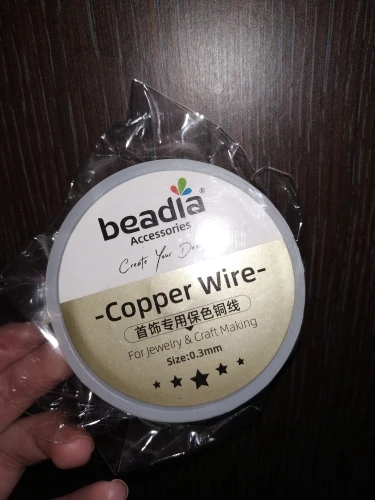 beadia®
Accessories
Create Your
-Copper Wire-
首饰专用保色铜线
For Jewelry & Craft Making
Size:0.3mm